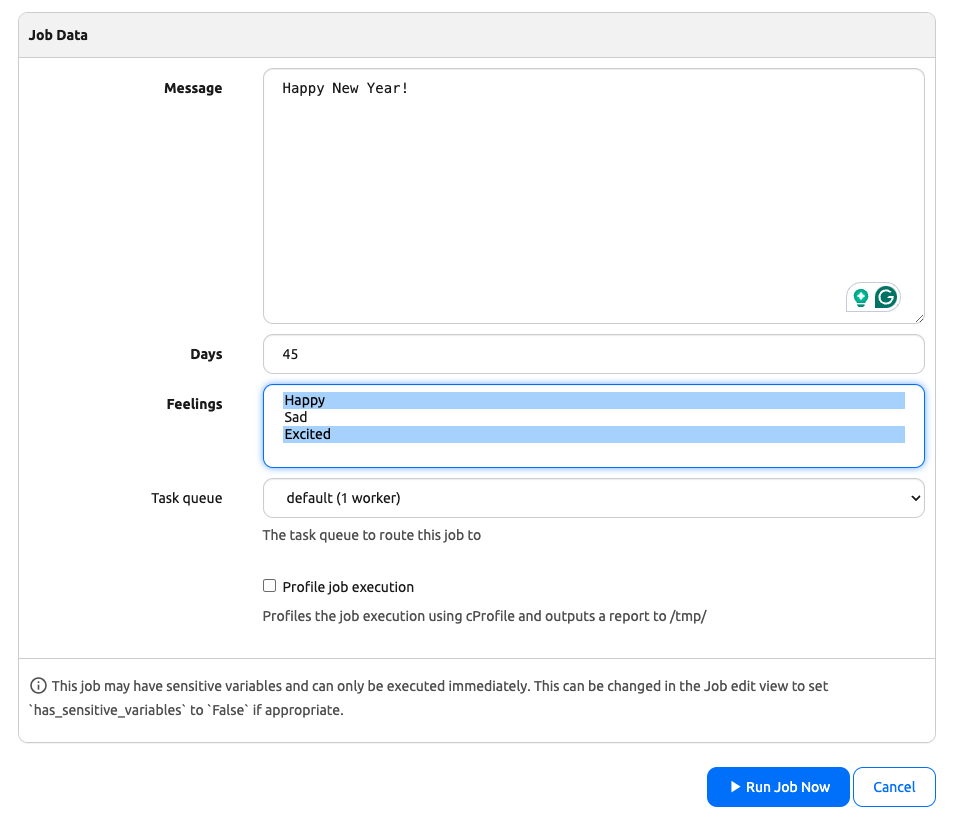 Job Data
Message
Happy New Year!
Days
45
Feelings
Happy
Sad
Excited
Task queue
default (1 worker)
The task queue to route this job to
Profile job execution
Profiles the job execution using cProfile and outputs a report to /tmp/
This job may have sensitive variables and can only be executed immediately. This can be changed in the Job edit view to set
`has_sensitive_variables` to `False` if appropriate.
Run Job Now
Cancel